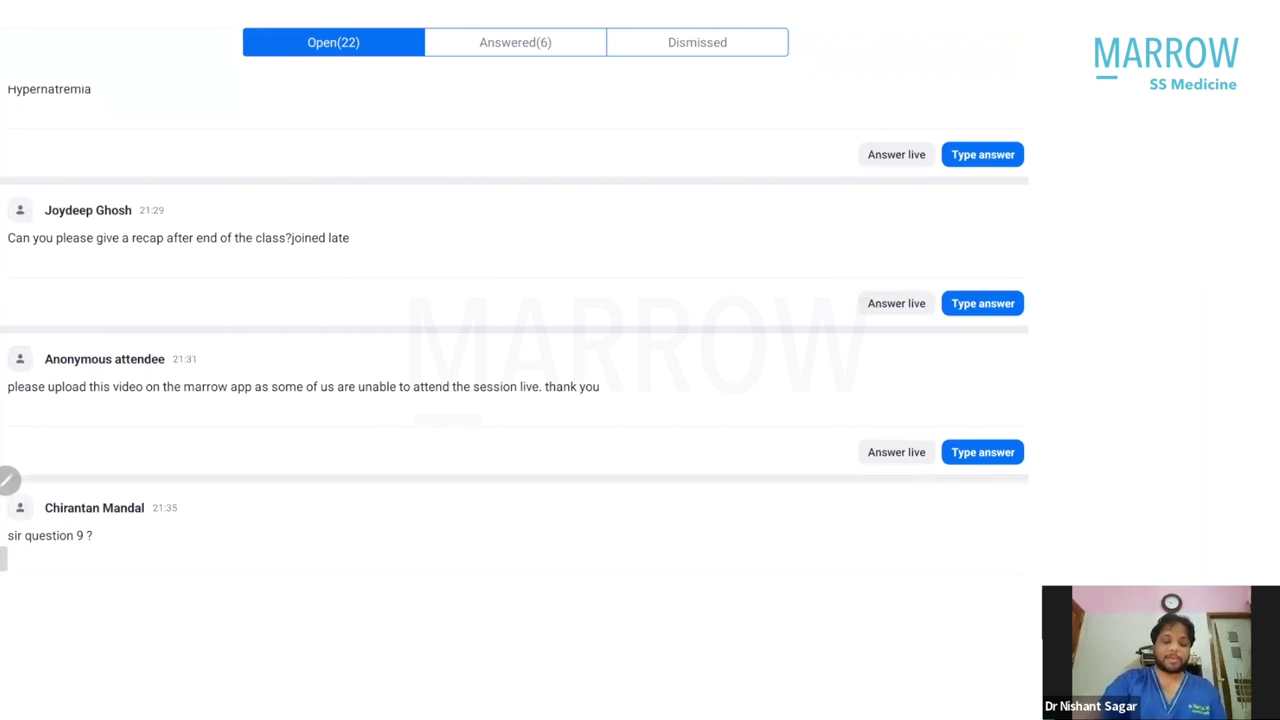 Open(22)
Answered(6)
Dismissed
MARROW
SS Medicine
Hypernatremia
Answer live
Type answer
Joydeep Ghosh 21:29
Can you please give a recap after end of the class?joined late
Answer live
Type answer
MARROW
Anonymous attendee 21:31
please upload this video on the marrow app as some of us are unable to attend the session live. thank you
Answer live
Type answer
Chirantan Mandal 21:35
sir question 9 ?
Dr Nishant Sagar